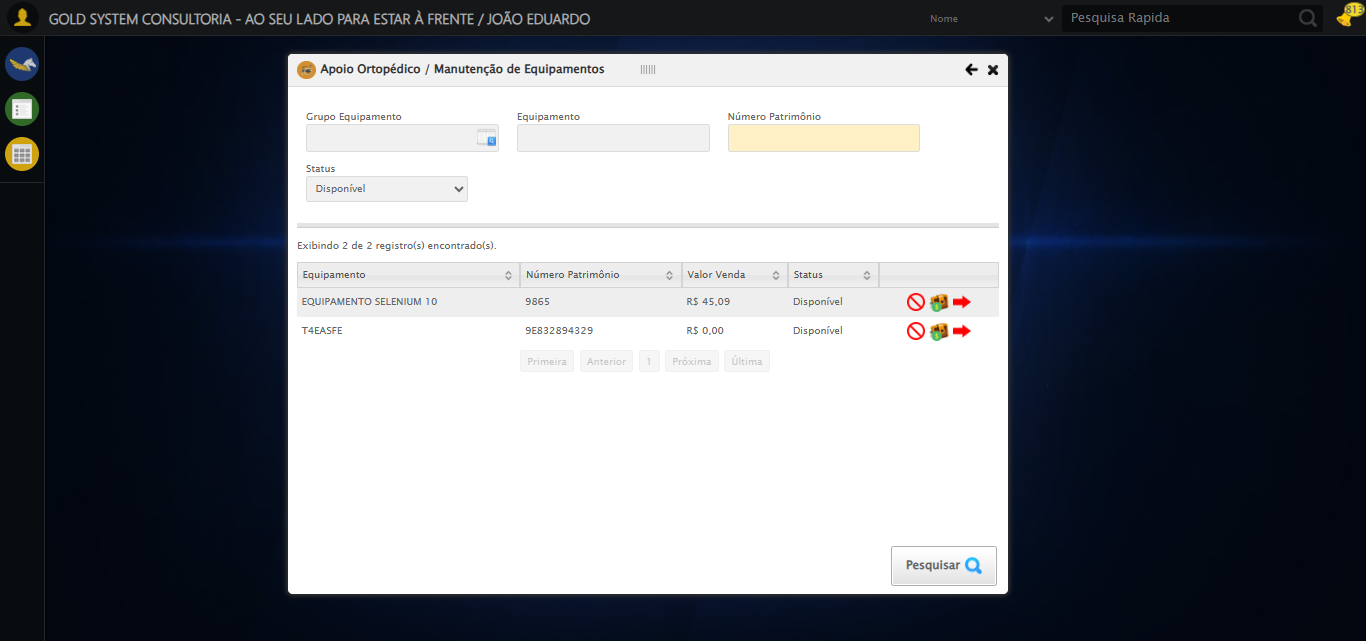 GOLD SYSTEM CONSULTORIA - AO SEU LADO PARA ESTAR À FRENTE / JOÃO EDUARDO
Nome
Pesquisa Rapida
813
Apoio Ortopédico / Manutenção de Equipamentos
Grupo Equipamento
Equipamento
Número Patrimônio
Status
Disponível
Exibindo 2 de 2 registro(s) encontrado(s).
Equipamento Número Patrimônio Valor Venda Status
EQUIPAMENTO SELENIUM 10 9865 R$ 45,09 Disponível
T4EASFE 9E832894329 R$ 0,00 Disponível
Primeira Anterior 1 Próxima Última
Pesquisar